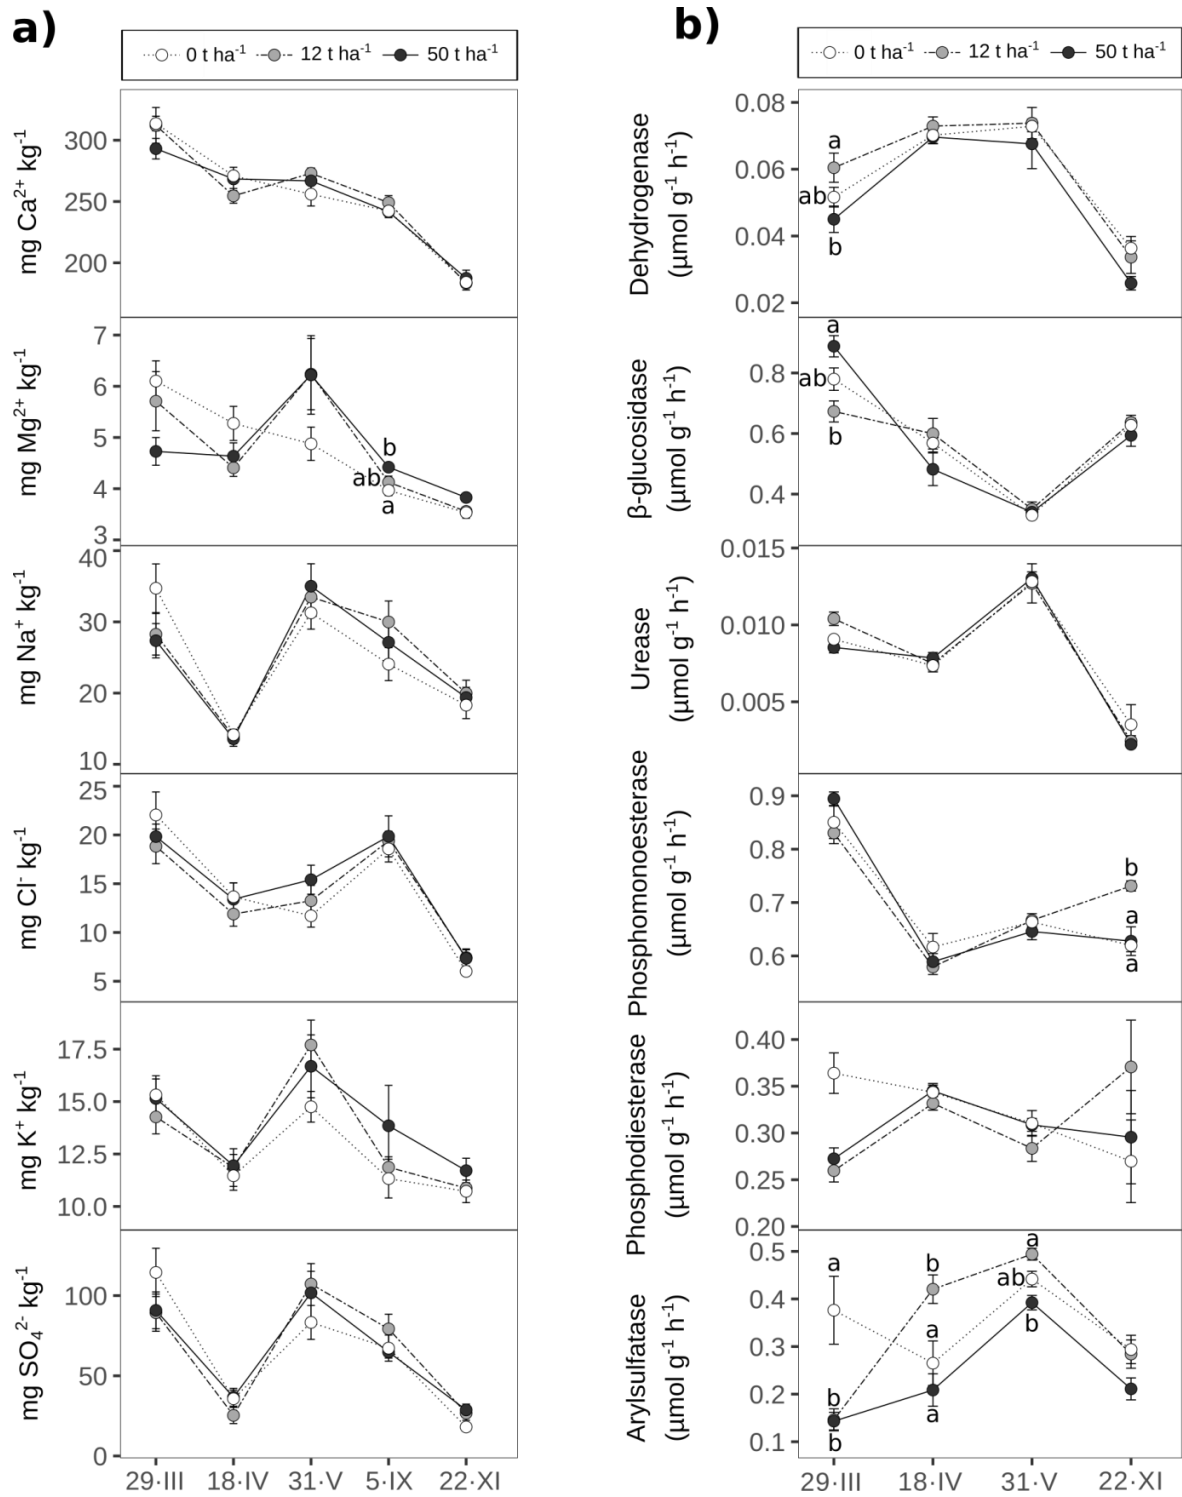 a)
0 t ha-1 12 t ha-1 50 t ha-1
mg Ca2+ kg-1
300
250
200
mg Mg2+ kg-1
7
6
5
4
3
b
ab
a
mg Na+ kg-1
40
30
20
10
mg Cl- kg-1
25
20
15
10
5
mg K+ kg-1
17.5
15.0
12.5
10.0
mg SO42- kg-1
100
50
0
29·III 18·IV 31·V 5·IX 22·XI
b)
0 t ha-1 12 t ha-1 50 t ha-1
Dehydrogenase
(µmol g-1 h-1)
0.08
0.06
0.04
0.02
a
ab
b
β-glucosidase
(µmol g-1 h-1)
0.8
0.6
0.4
a
ab
b
Urease
(µmol g-1 h-1)
0.015
0.010
0.005
Phosphomonoesterase
(µmol g-1 h-1)
0.9
0.8
0.7
0.6
b
a
a
Phosphodiesterase
(µmol g-1 h-1)
0.40
0.35
0.30
0.25
0.20
Arylsulfatase
(µmol g-1 h-1)
0.5
0.4
0.3
0.2
0.1
a
b
b
b
a
a
a
ab
b
29·III 18·IV 31·V 22·XI